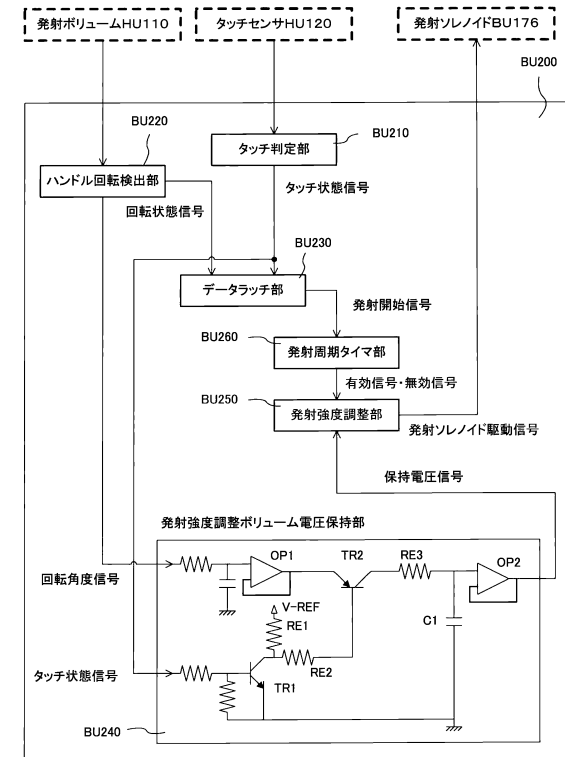 発射ボリュームHU110
タッチセンサHU120
発射ソレノイドBU176
BU200
BU220
BU210
ハンドル回転検出部
タッチ判定部
回転状態信号
タッチ状態信号
BU230
データラッチ部
発射開始信号
BU260
発射周期タイマ部
有効信号・無効信号
BU250
発射強度調整部
発射ソレノイド駆動信号
保持電圧信号
発射強度調整ボリューム電圧保持部
OP1
TR2
RE3
OP2
回転角度信号
V-REF
RE1
C1
RE2
タッチ状態信号
TR1
BU240